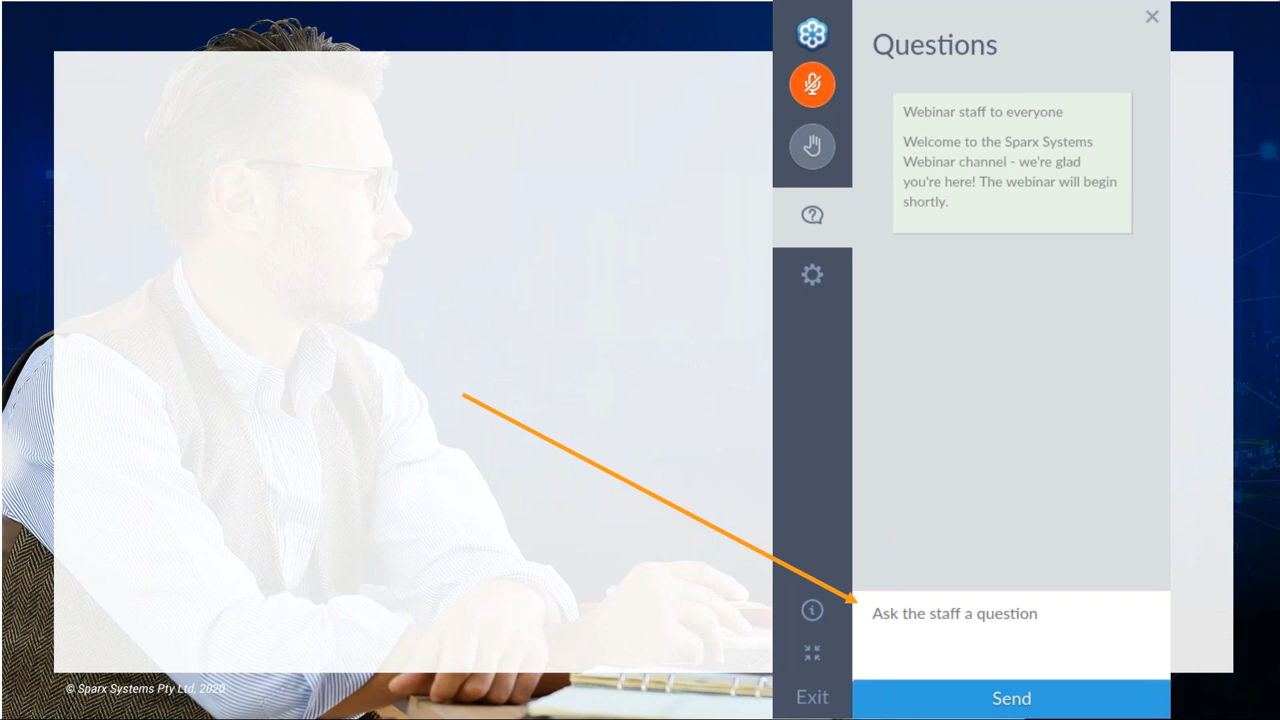 Questions
Webinar staff to everyone
Welcome to the Sparx Systems
Webinar channel - we're glad
you're here! The webinar will begin
shortly.
Ask the staff a question
Send
Exit
© Sparx Systems Pty Ltd, 2020